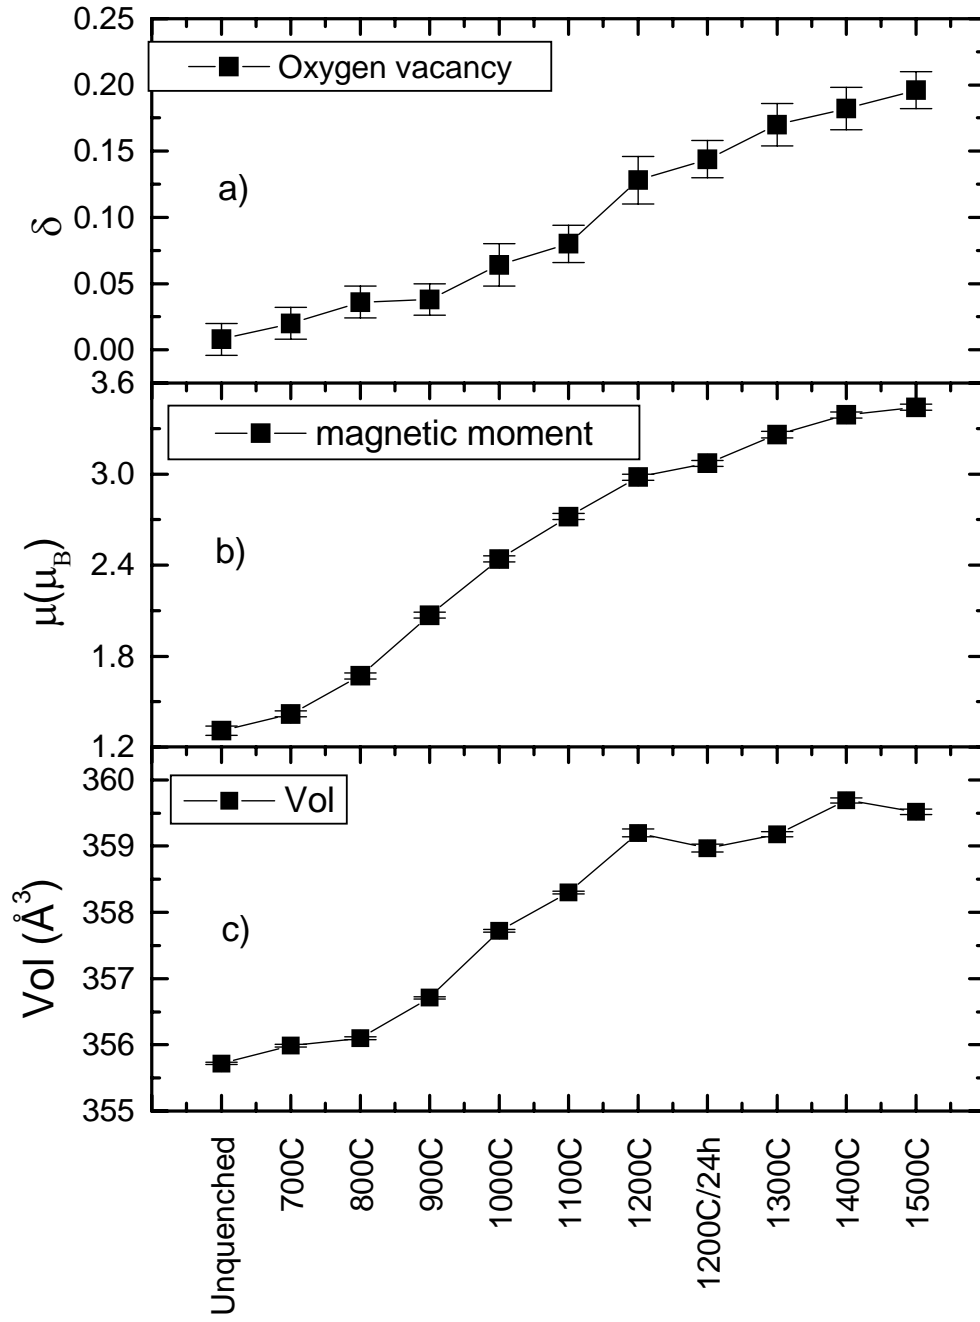 0.25
Oxygen vacancy
0.20
0.15
a)
0.10
δ
0.05
0.00
3.6
magnetic moment
3.0
b)
2.4
μ(μB)
1.8
1.2
360
Vol
359
358
c)
Vol (Å3)
357
356
355
Unquenched
700C
800C
900C
1000C
1100C
1200C
1200C/24h
1300C
1400C
1500C